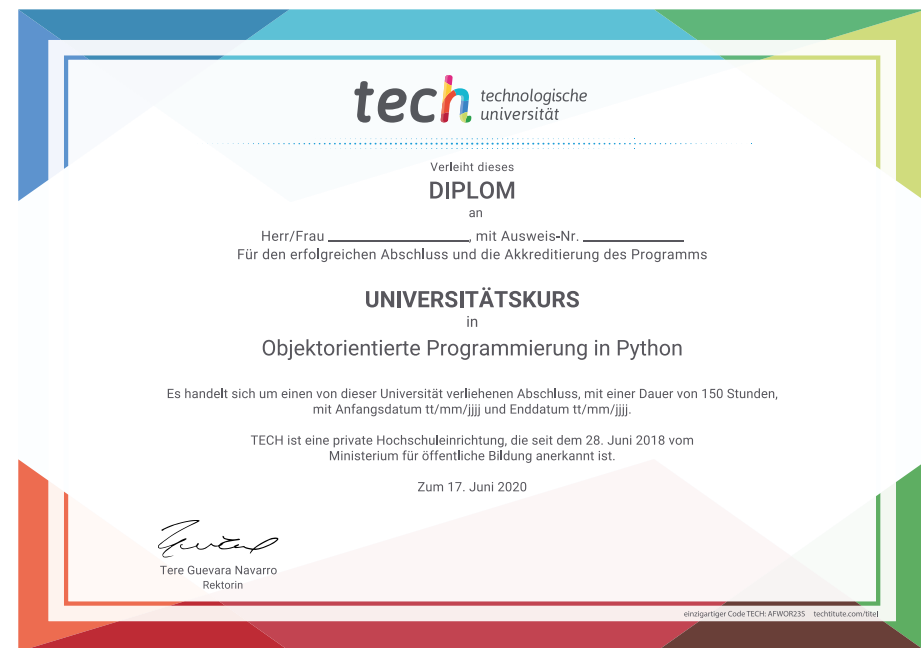 tech technologische
universität
Verleiht dieses
DIPLOM
an
Herr/Frau ____________________, mit Ausweis-Nr. __________________
Für den erfolgreichen Abschluss und die Akkreditierung des Programms
UNIVERSITÄTSKURS
in
Objektorientierte Programmierung in Python
Es handelt sich um einen von dieser Universität verliehenen Abschluss, mit einer Dauer von 150 Stunden,
mit Anfangsdatum tt/mm/jjjj und Enddatum tt/mm/jjjj.
TECH ist eine private Hochschuleinrichtung, die seit dem 28. Juni 2018 vom
Ministerium für öffentliche Bildung anerkannt ist.
Zum 17. Juni 2020
Tere Guevara Navarro
Rektorin
einzigartiger Code TECH: AFWOR23S techtitute.com/titel